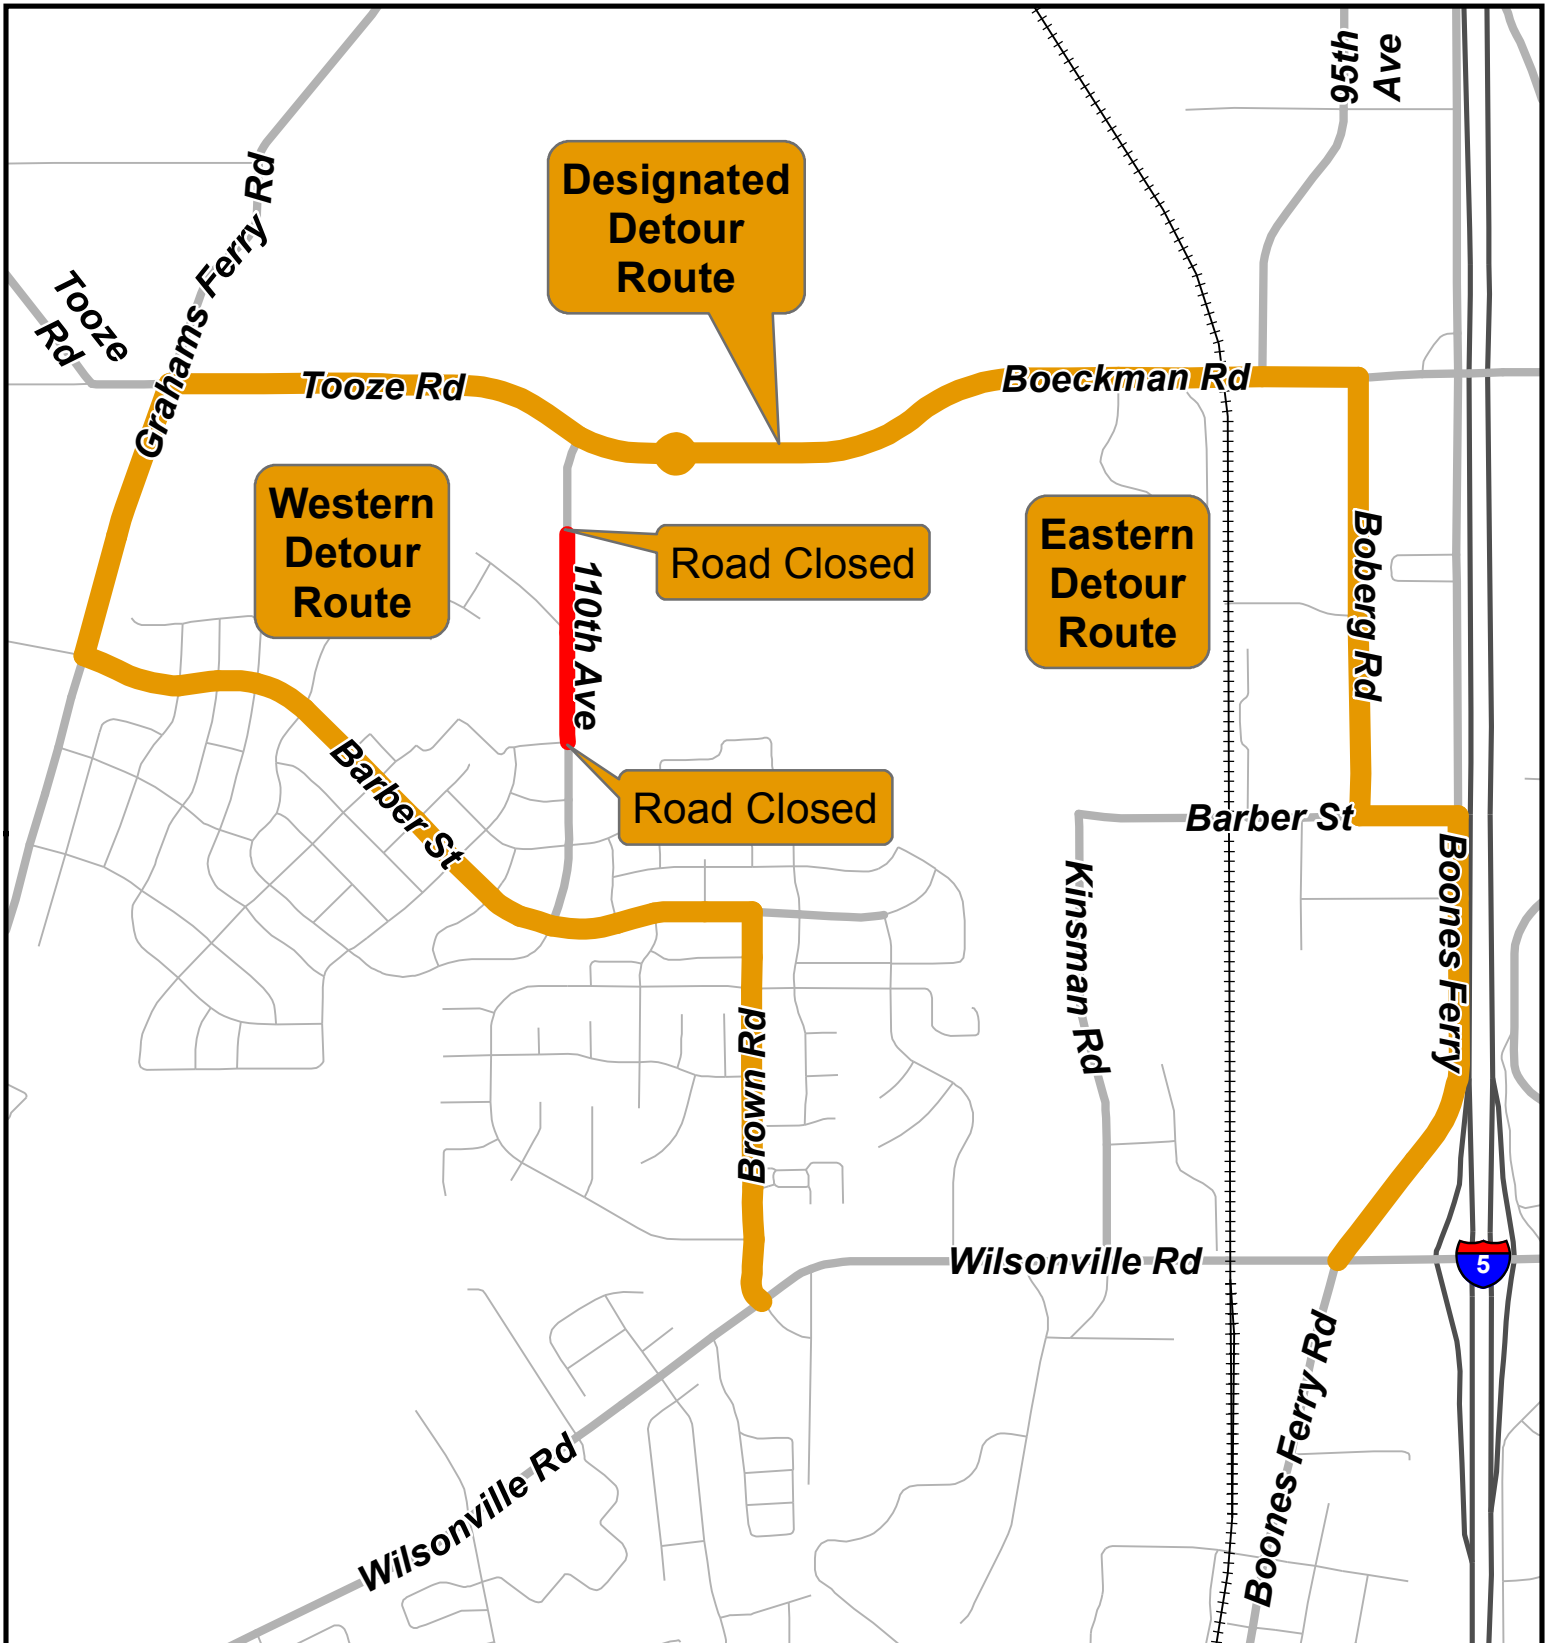 95th
Ave
Grahams Ferry Rd
Designated
Detour
Route
Tooze
Rd
Tooze Rd
Boeckman Rd
Western
Detour
Route
Road Closed
Eastern
Detour
Route
110th Ave
Boberg Rd
Barber St
Road Closed
Barber St
Kinsman Rd
Boones Ferry
Brown Rd
Wilsonville Rd
5
Boones Ferry Rd
Wilsonville Rd